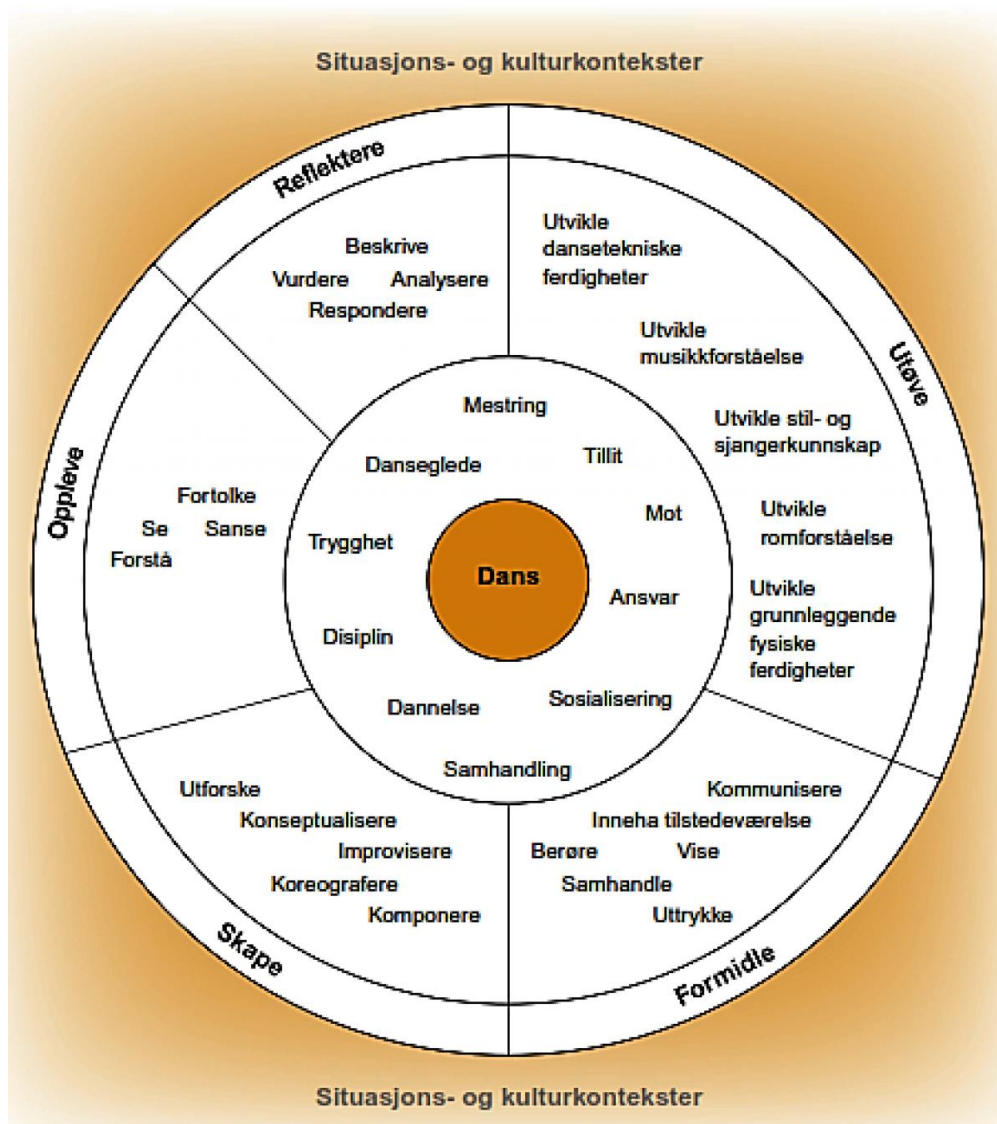 Situasjons- og kulturkontekster
Reflektere
Beskrive
Vurdere Analysere
Respondere
Utøve
Utvikle
dansetekniske
ferdigheter
Utvikle
musikkforståelse
Utvikle stil- og
sjangerkunnskap
Utvikle
romforståelse
Utvikle
grunnleggende
fysiske
ferdigheter
Oppleve
Fortolke
Se Sanse
Forstå
Mestring
Danseglede
Tillit
Trygghet
Mot
Dans
Ansvar
Disiplin
Dannelse
Sosialisering
Samhandling
Skape
Utforske
Konseptualisere
Improvisere
Koreografere
Komponere
Formidle
Kommunisere
Inneha tilstedeværelse
Berøre Vise
Samhandle
Uttrykke
Situasjons- og kulturkontekster